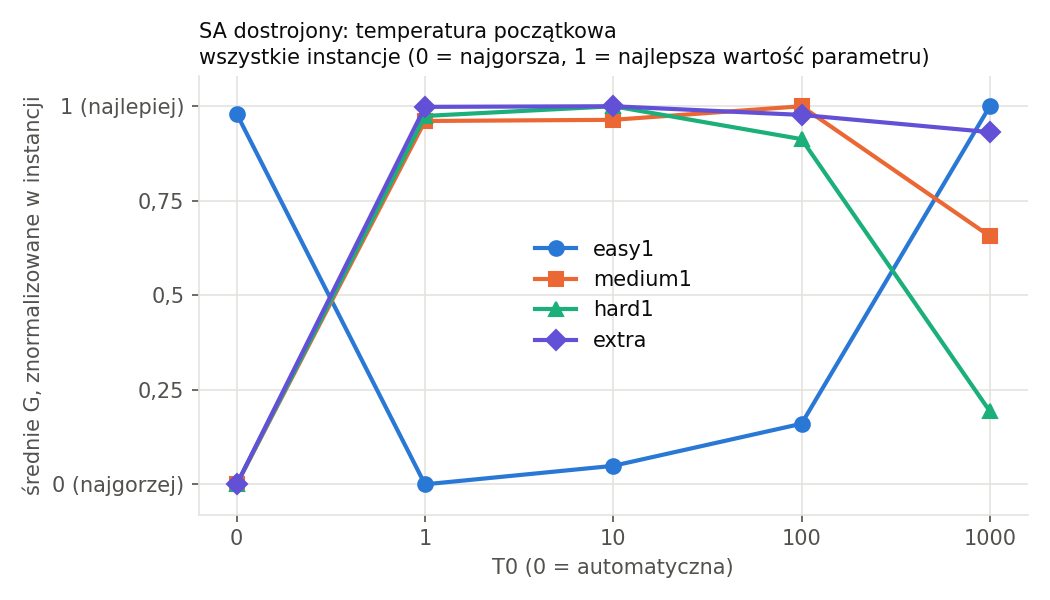 SA dostrojony: temperatura początkowa
wszystkie instancje (0 = najgorsza, 1 = najlepsza wartość parametru)
średnie G, znormalizowane w instancji
1 (najlepiej)
0,75
0,5
0,25
0 (najgorzej)
easy1
medium1
hard1
extra
0
1
10
100
1000
T0 (0 = automatyczna)